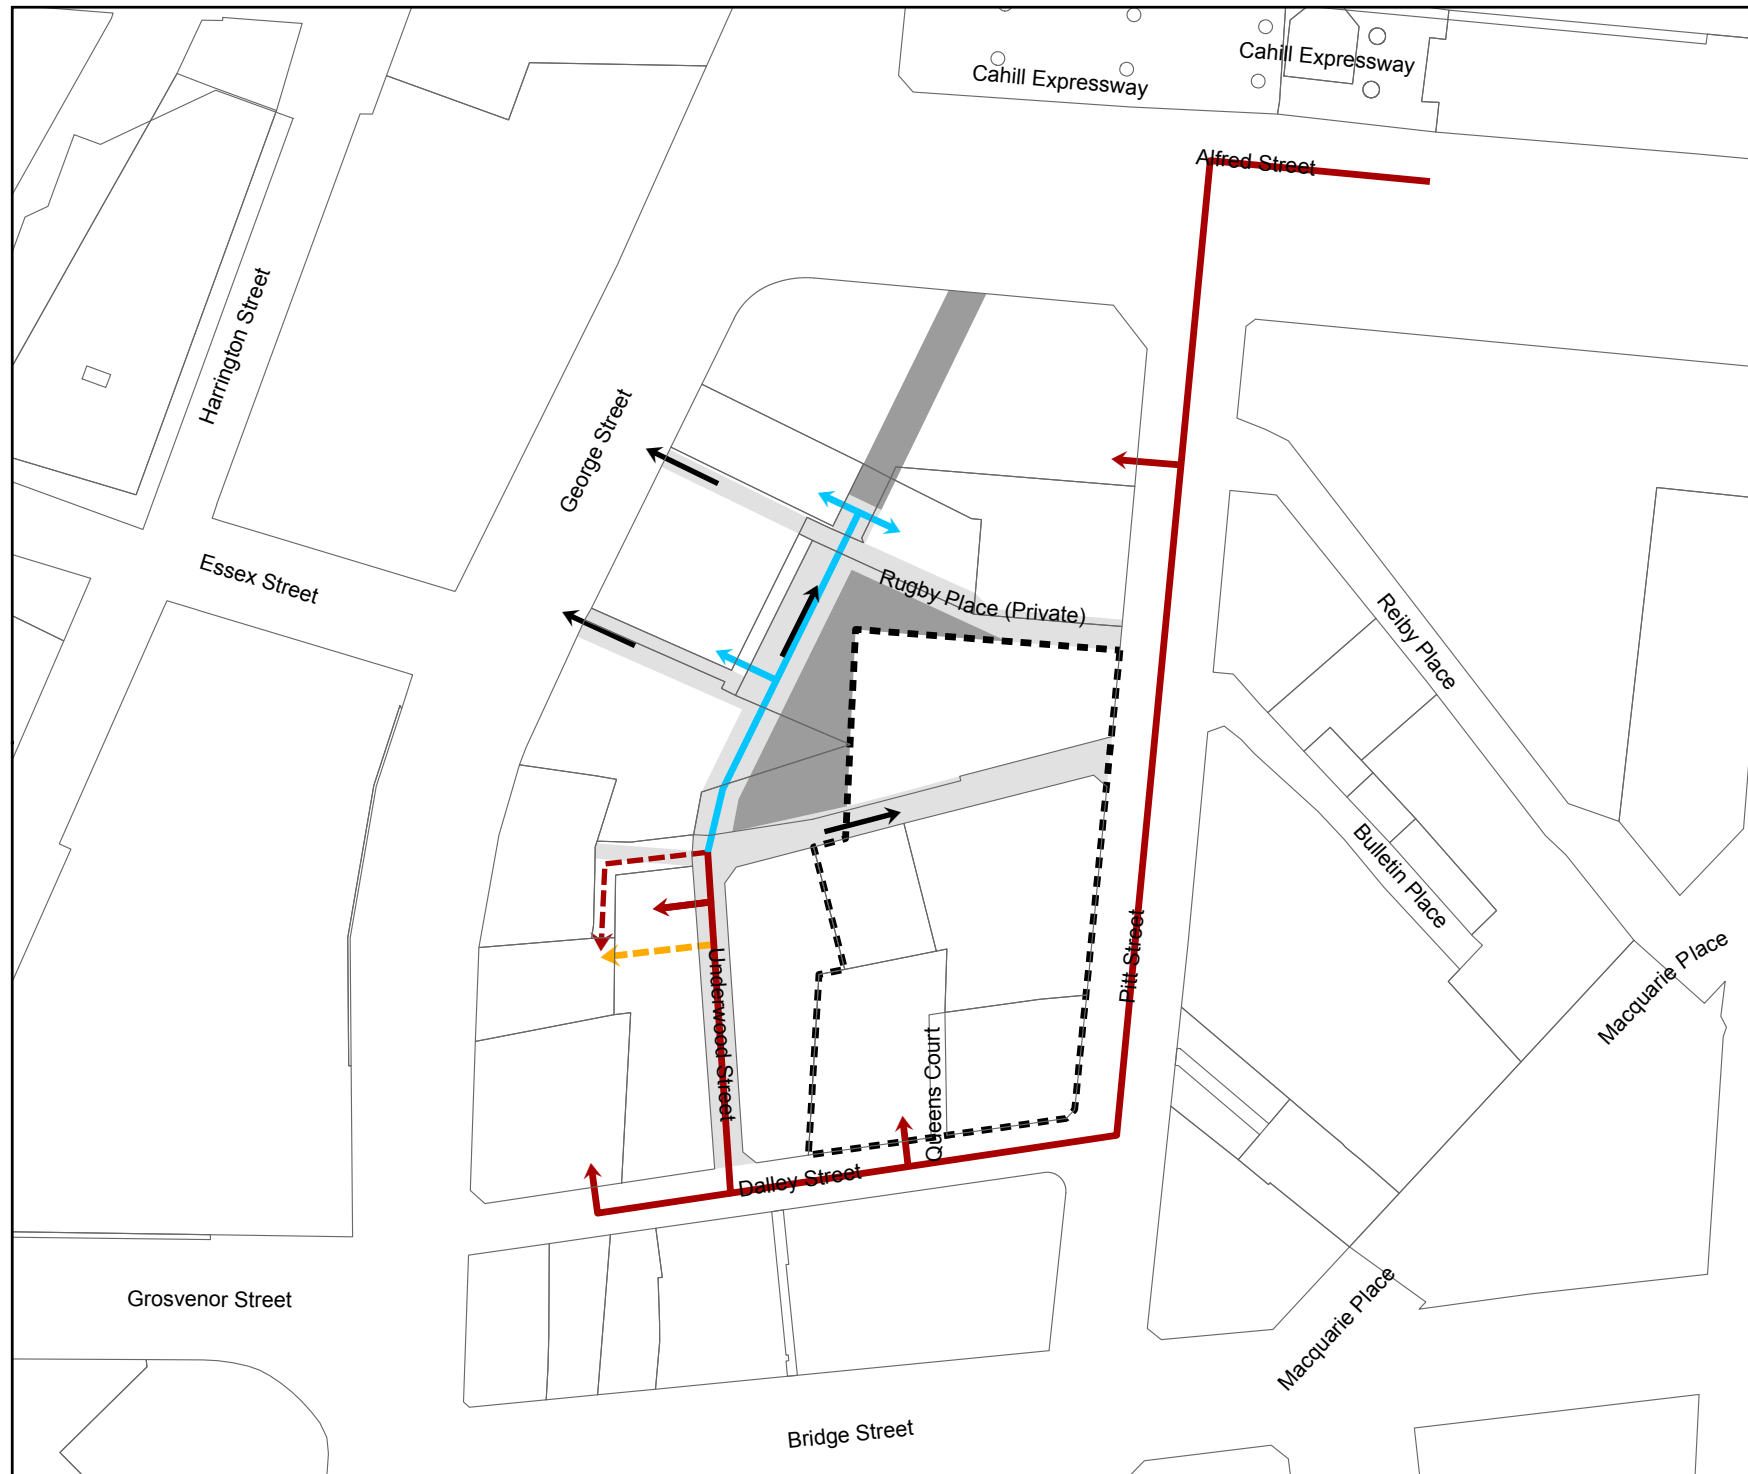 Cahill Expressway
Cahill Expressway
Alfred Street
Harrington Street
George Street
Essex Street
Rugby Place (Private)
Reiby Place
Bulletin Place
Pitt Street
Macquarie Place
Underwood Street
Queens Court
Dalley Street
Grosvenor Street
Macquarie Place
Bridge Street